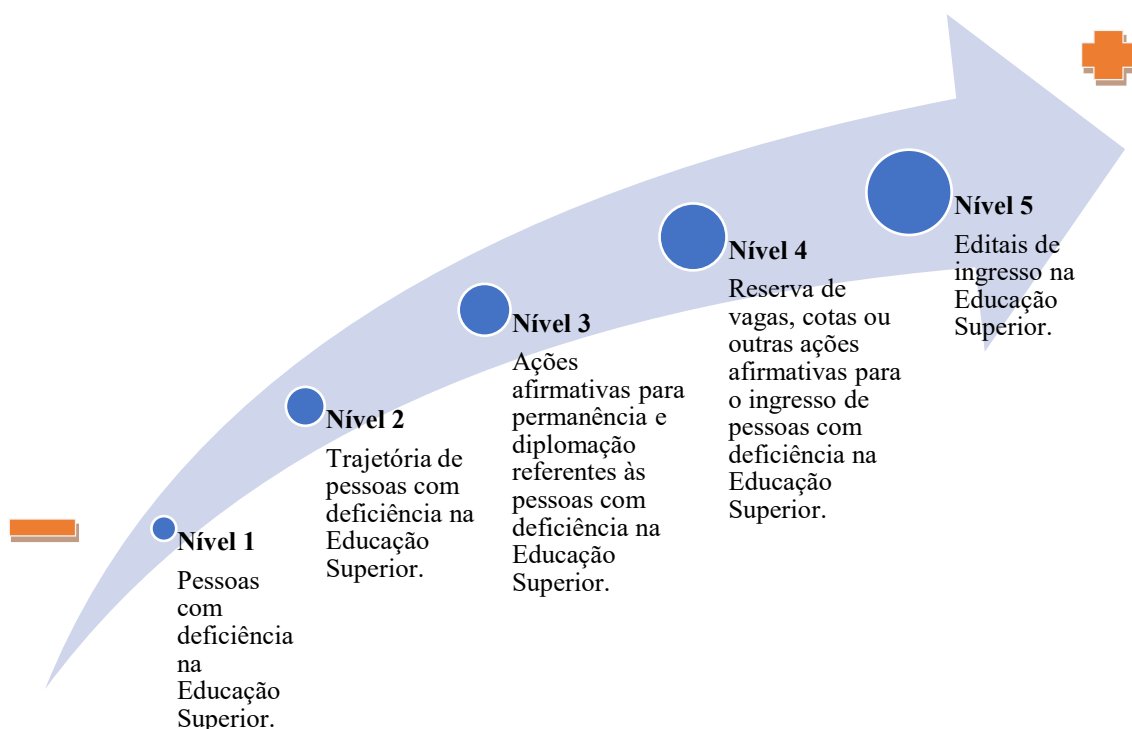 Nível 1
Pessoas
com
deficiência
na
Educação
Superior.
Nível 2
Trajetória de
pessoas com
deficiência na
Educação
Superior.
Nível 3
Ações
afirmativas para
permanência e
diplomação
referentes às
pessoas com
deficiência na
Educação
Superior.
Nível 4
Reserva de
vagas, cotas ou
outras ações
afirmativas para
o ingresso de
pessoas com
deficiência na
Educação
Superior.
Nível 5
Editais de
ingresso na
Educação
Superior.